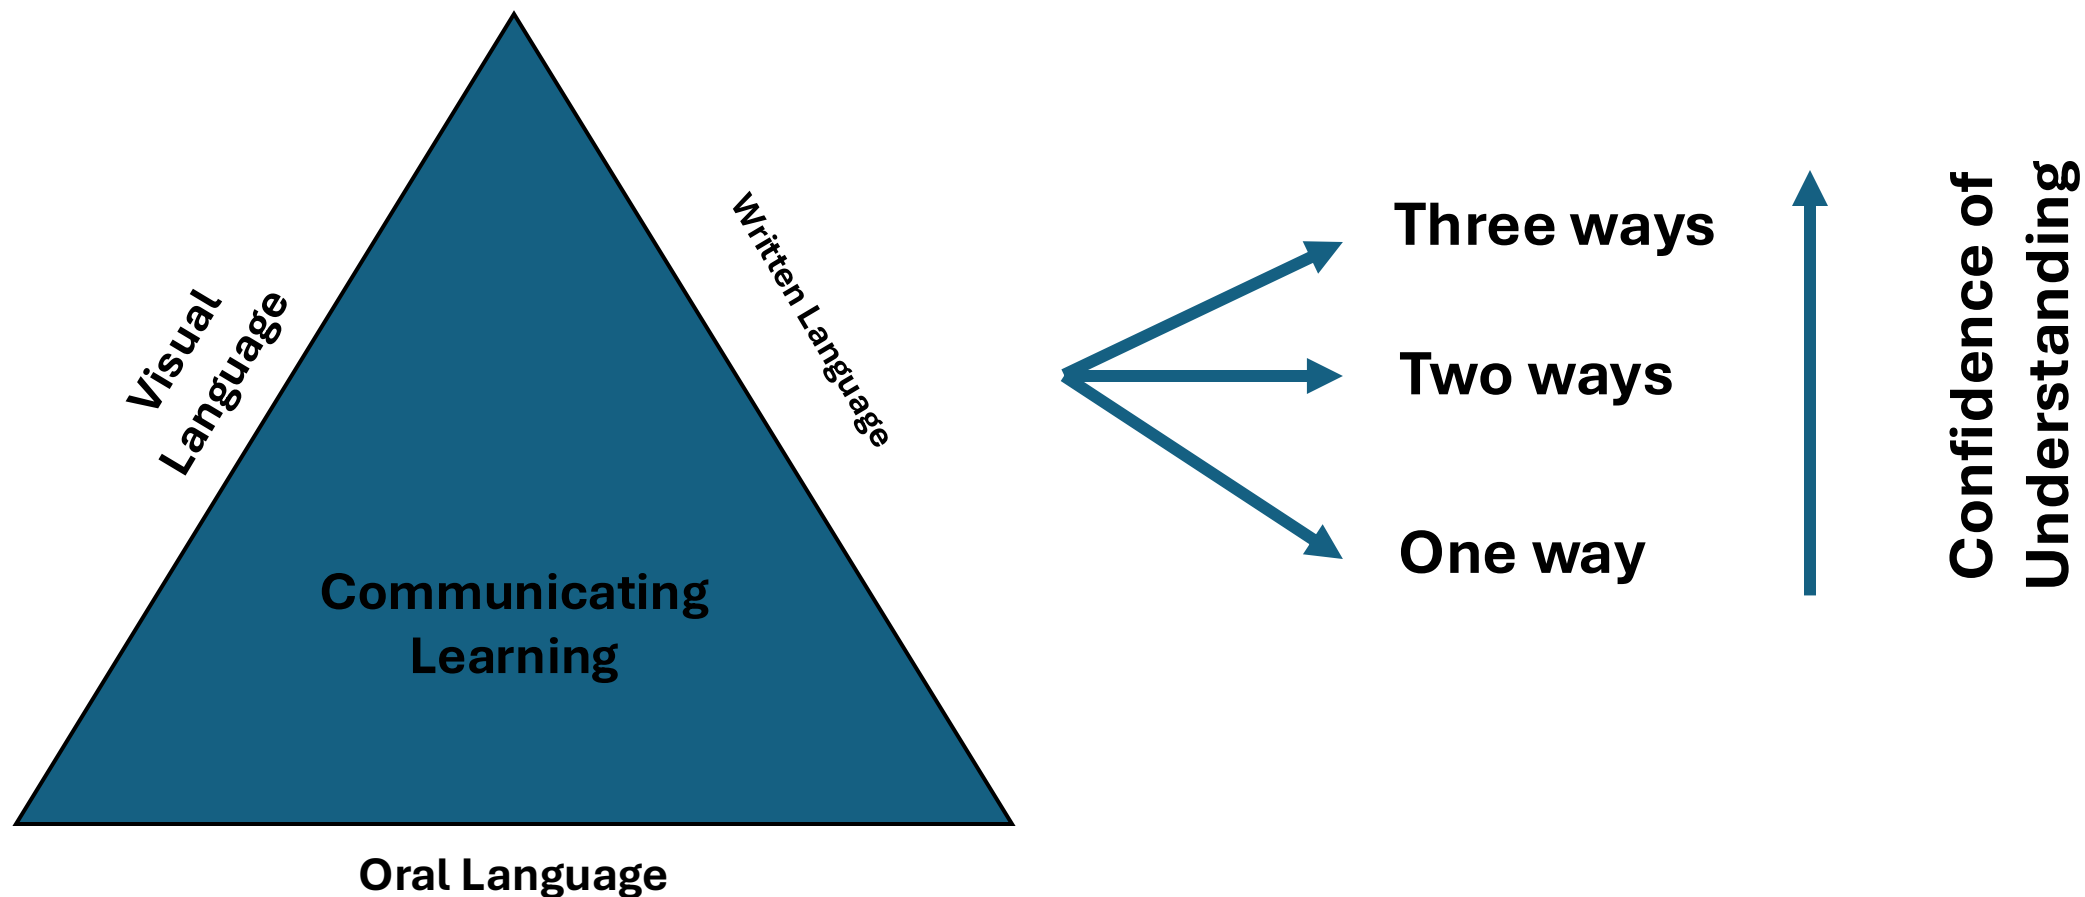 Visual
Language
Written Language
Communicating
Learning
Oral Language
Three ways
Two ways
One way
Confidence of
Understanding